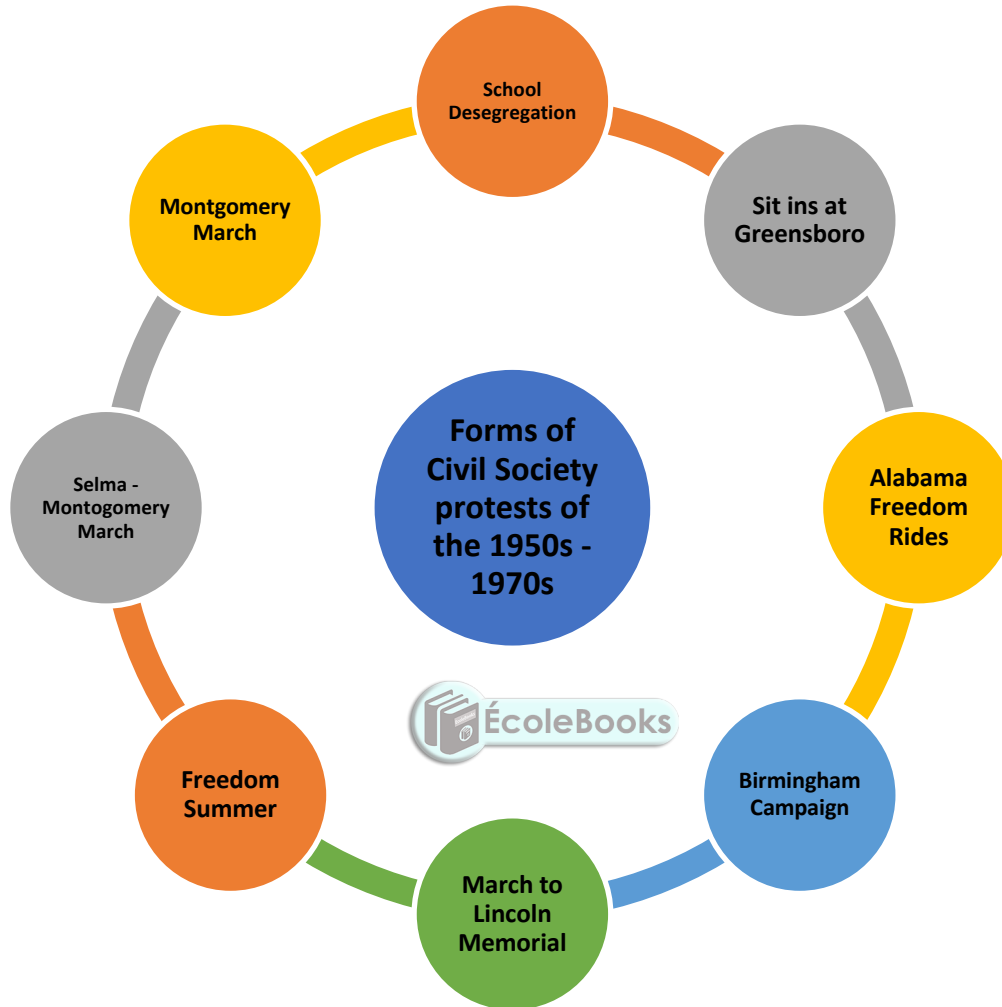 School
Desegregation
Sit ins at
Greensboro
Alabama
Freedom
Rides
Birmingham
Campaign
March to
Lincoln
Memorial
Freedom
Summer
Selma -
Montogomery
March
Montgomery
March
Forms of
Civil Society
protests of
the 1950s -
1970s
ÉcoleBooks